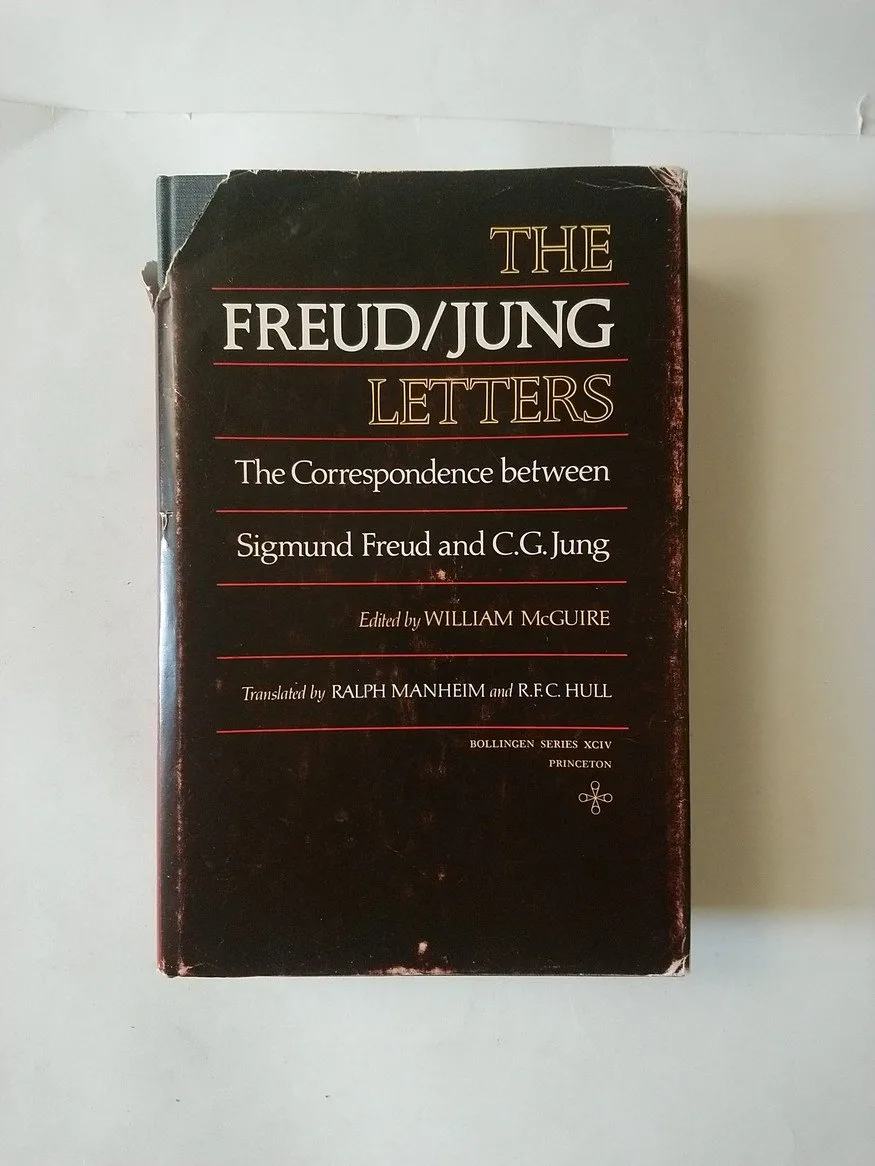 THE
FREUD/JUNG
LETTERS
The Correspondence between
Sigmund Freud and C.G. Jung
Edited by WILLIAM McGUIRE
Translated by RALPH MANHEIM and R.F.C. HULL
BOLLINGEN SERIES XCIV
PRINCETON